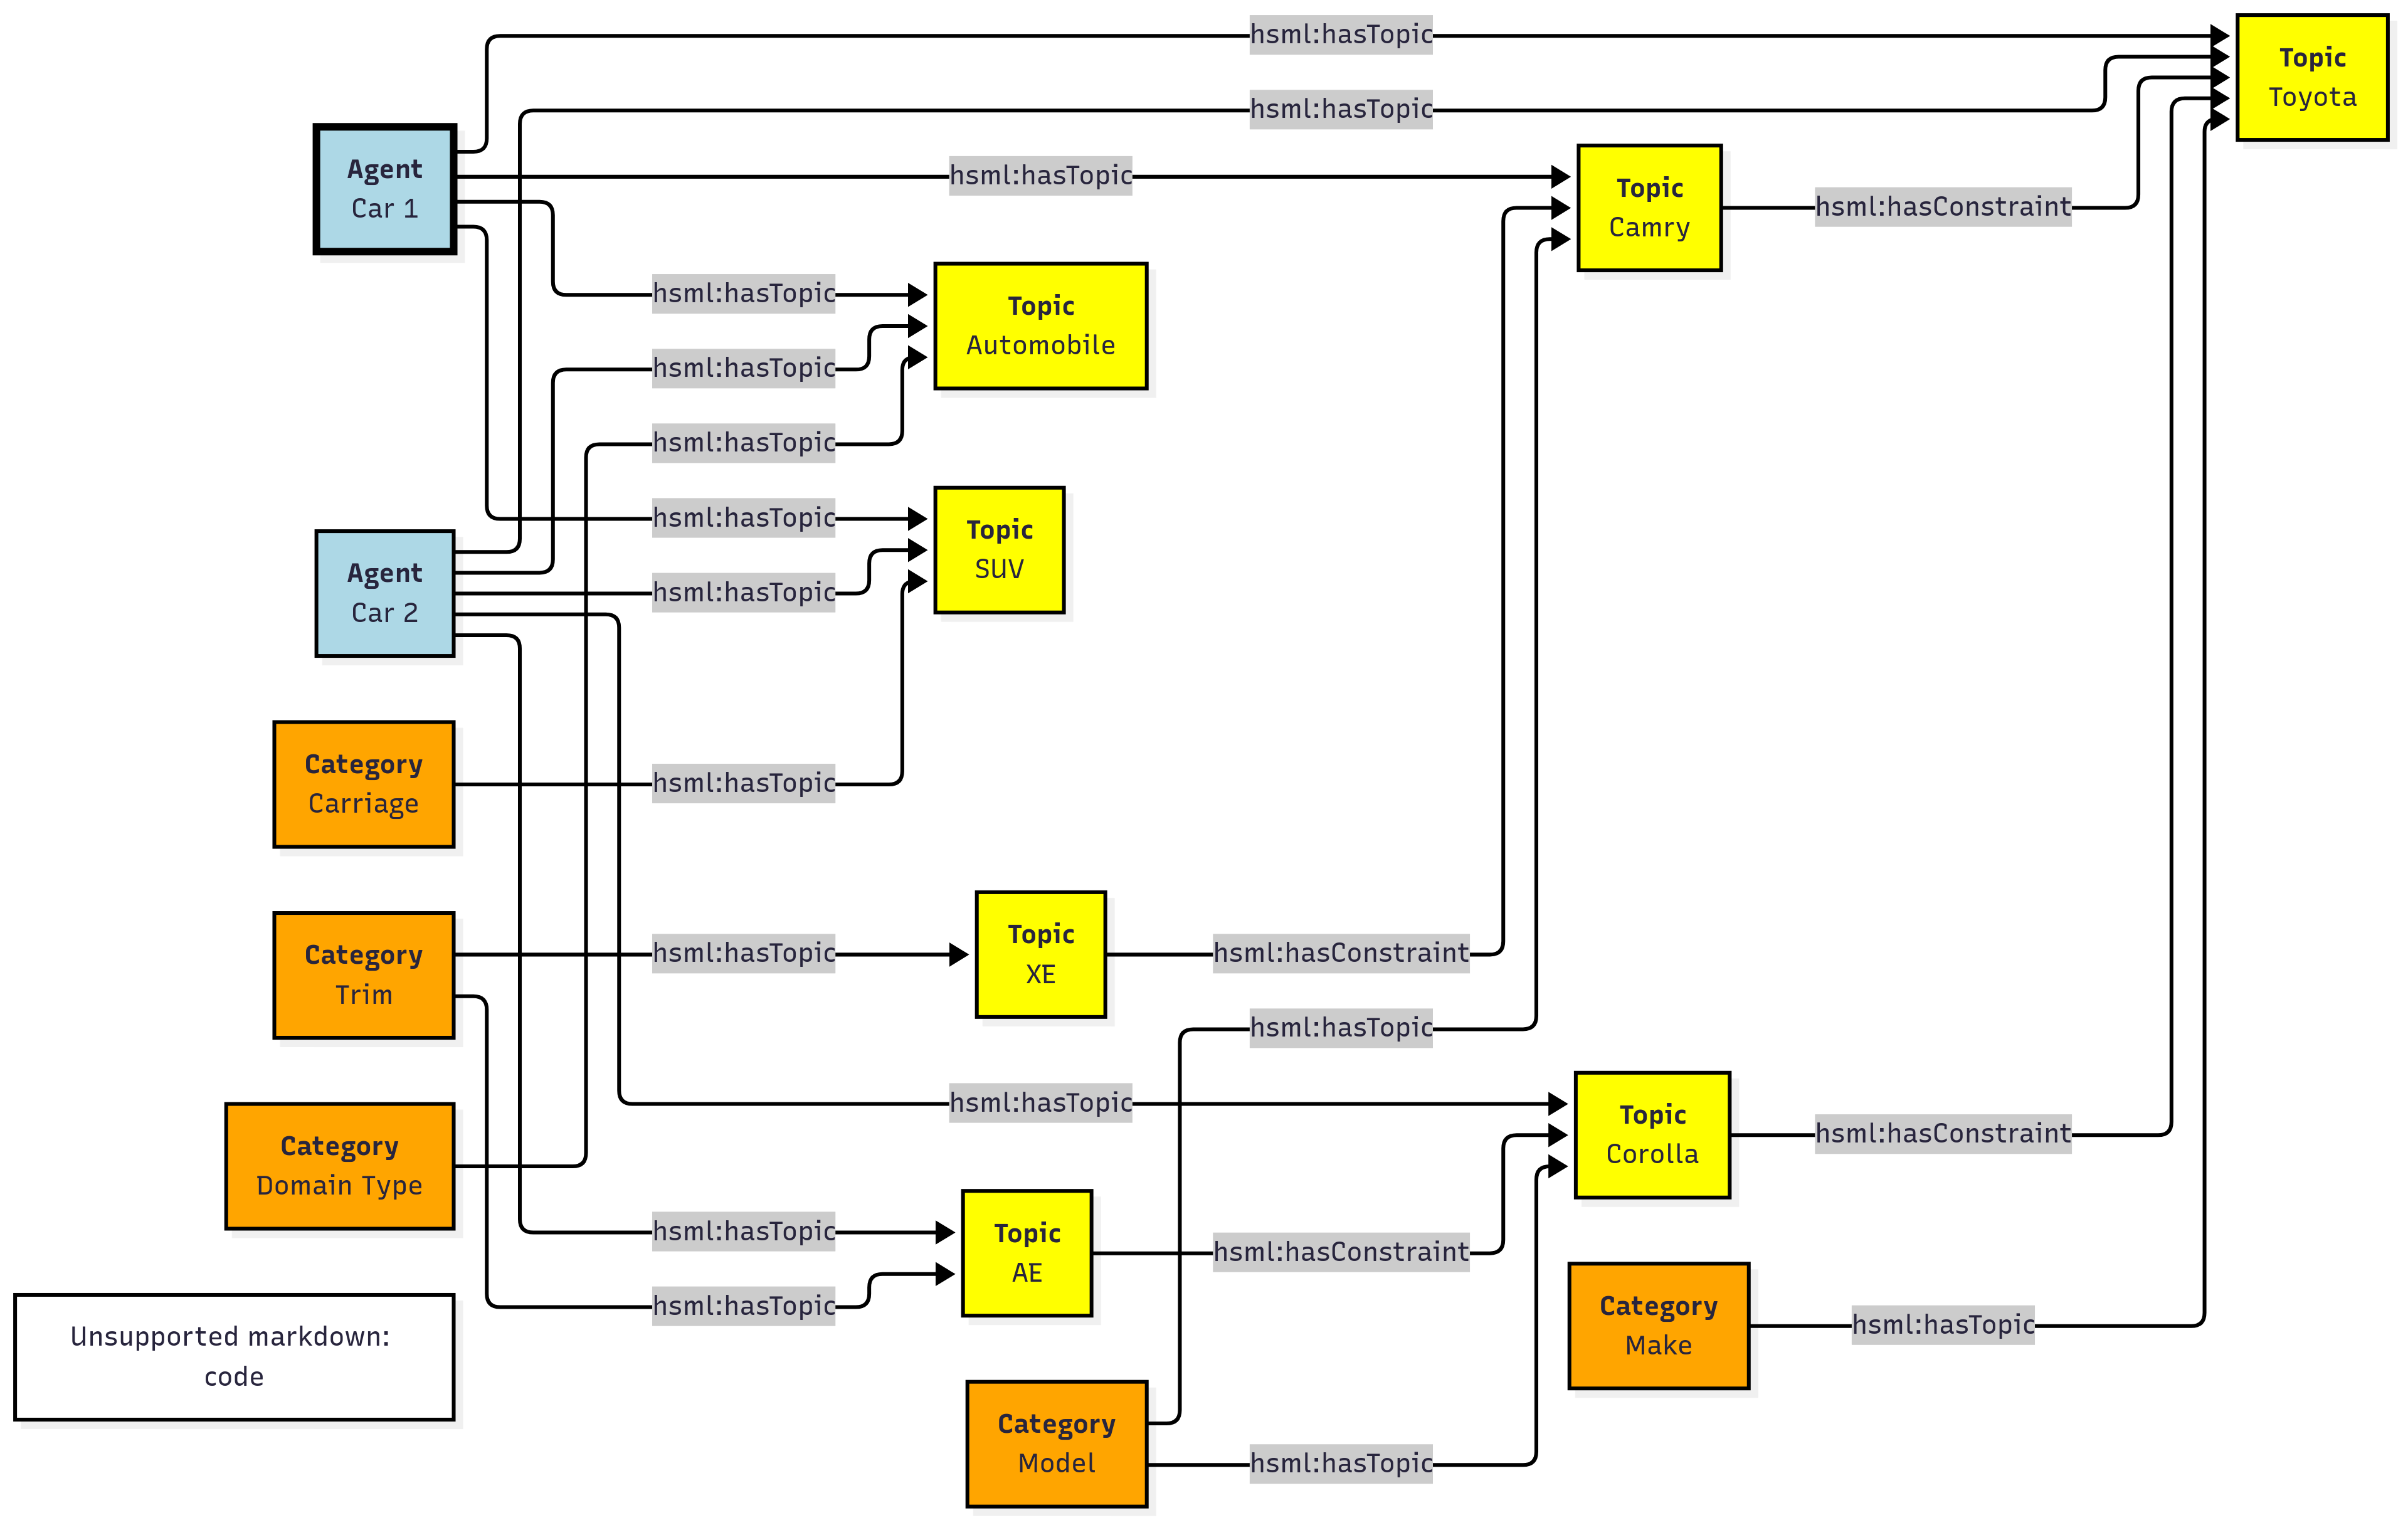 hsml:hasTopic
Topic
Toyota
hsml:hasTopic
Agent
Car 1
hsml:hasTopic
Topic
Camry
hsml:hasConstraint
hsml:hasTopic
Topic
Automobile
hsml:hasTopic
hsml:hasTopic
hsml:hasTopic
Topic
SUV
Agent
Car 2
hsml:hasTopic
Category
Carriage
hsml:hasTopic
Category
Trim
hsml:hasTopic
Topic
XE
hsml:hasConstraint
hsml:hasTopic
hsml:hasTopic
Topic
Corolla
hsml:hasConstraint
Category
Domain Type
hsml:hasTopic
Topic
AE
hsml:hasConstraint
hsml:hasTopic
Category
Make
hsml:hasTopic
Unsupported markdown:
code
Category
Model
hsml:hasTopic